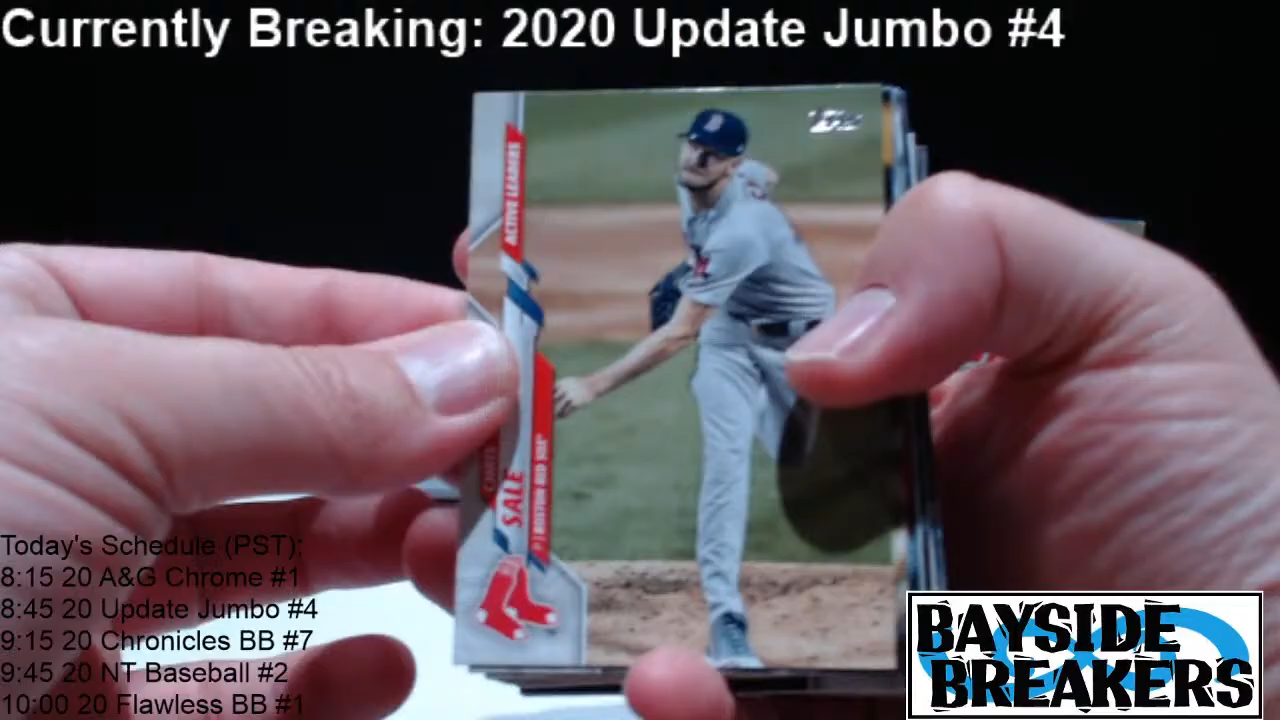 Currently Breaking: 2020 Update Jumbo #4
Topps
ACTIVE LEADERS
CHRIS
SALE
P | BOSTON RED SOX
B
Today's Schedule (PST):
8:15 20 A&G Chrome #1
8:45 20 Update Jumbo #4
9:15 20 Chronicles BB #7
9:45 20 NT Baseball #2
10:00 20 Flawless BB #1
BAYSIDE
BREAKERS